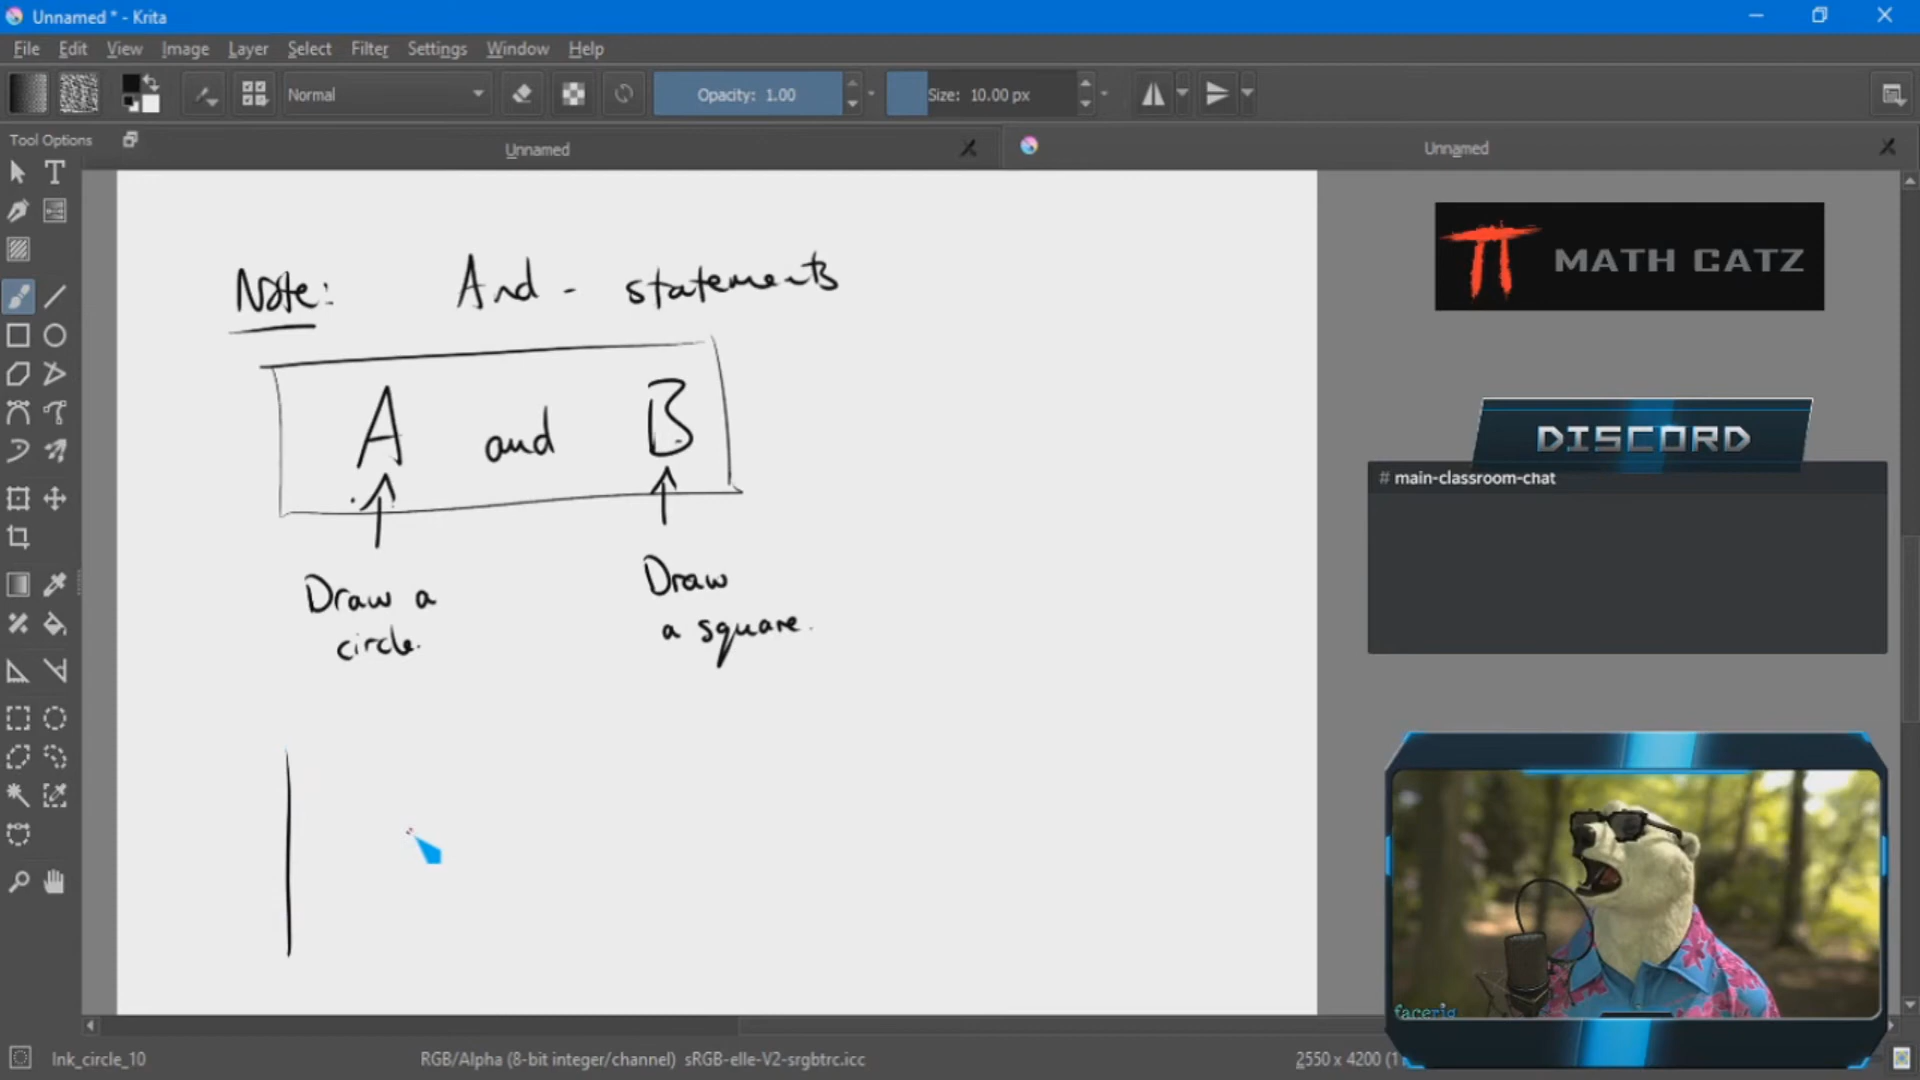 Unnamed * - Krita
File Edit View Image Layer Select Filter Settings Window Help
Normal
Opacity: 1.00
Size: 10.00 px
Tool Options
Unnamed
Unnamed
Note: And - statements
A and B
Draw a
circle.
Draw
a square.
π MATH CATZ
DISCORD
# main-classroom-chat
facerig
Ink_circle_10
RGB/Alpha (8-bit integer/channel) sRGB-elle-V2-srgbtrc.icc
2550 x 4200 (1